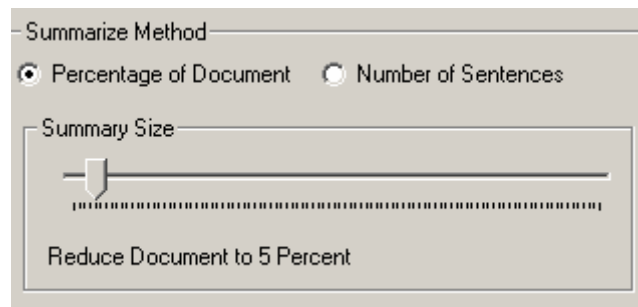 Summarize Method
Percentage of Document Number of Sentences
Summary Size
Reduce Document to 5 Percent